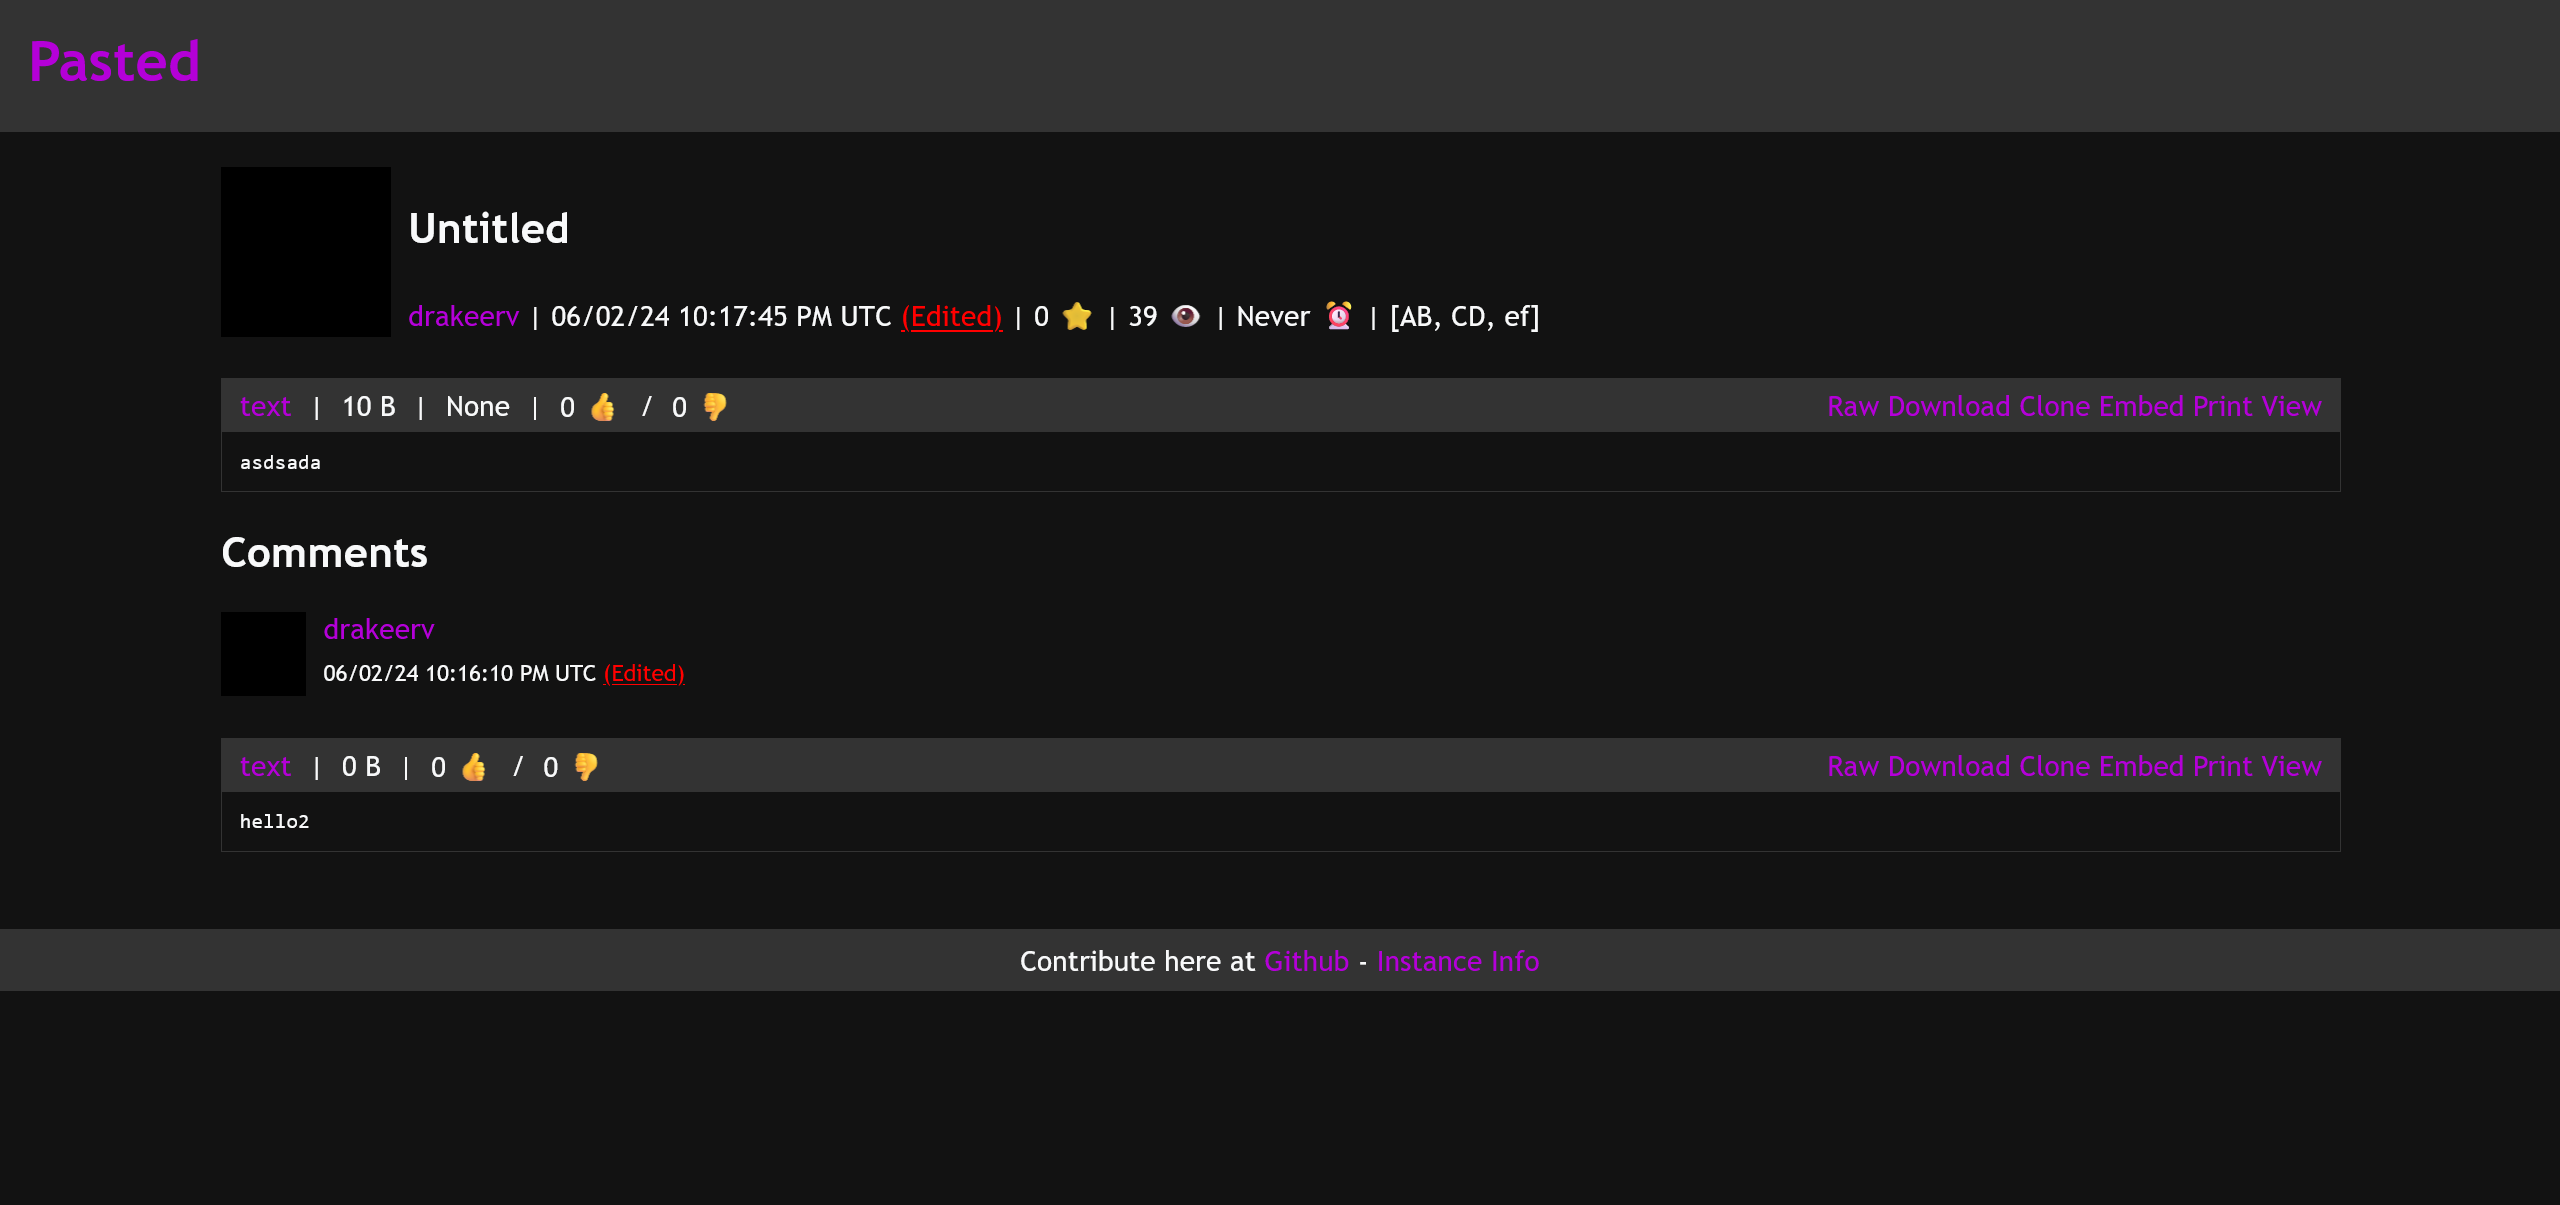 Pasted
Untitled
drakeerv | 06/02/24 10:17:45 PM UTC (Edited) | 0 ⭐ | 39 👁 | Never ⏰ | [AB, CD, ef]
text | 10 B | None | 0 👍 / 0 👎 Raw Download Clone Embed Print View
asdsada
Comments
drakeerv
06/02/24 10:16:10 PM UTC (Edited)
text | 0 B | 0 👍 / 0 👎 Raw Download Clone Embed Print View
hello2
Contribute here at Github - Instance Info